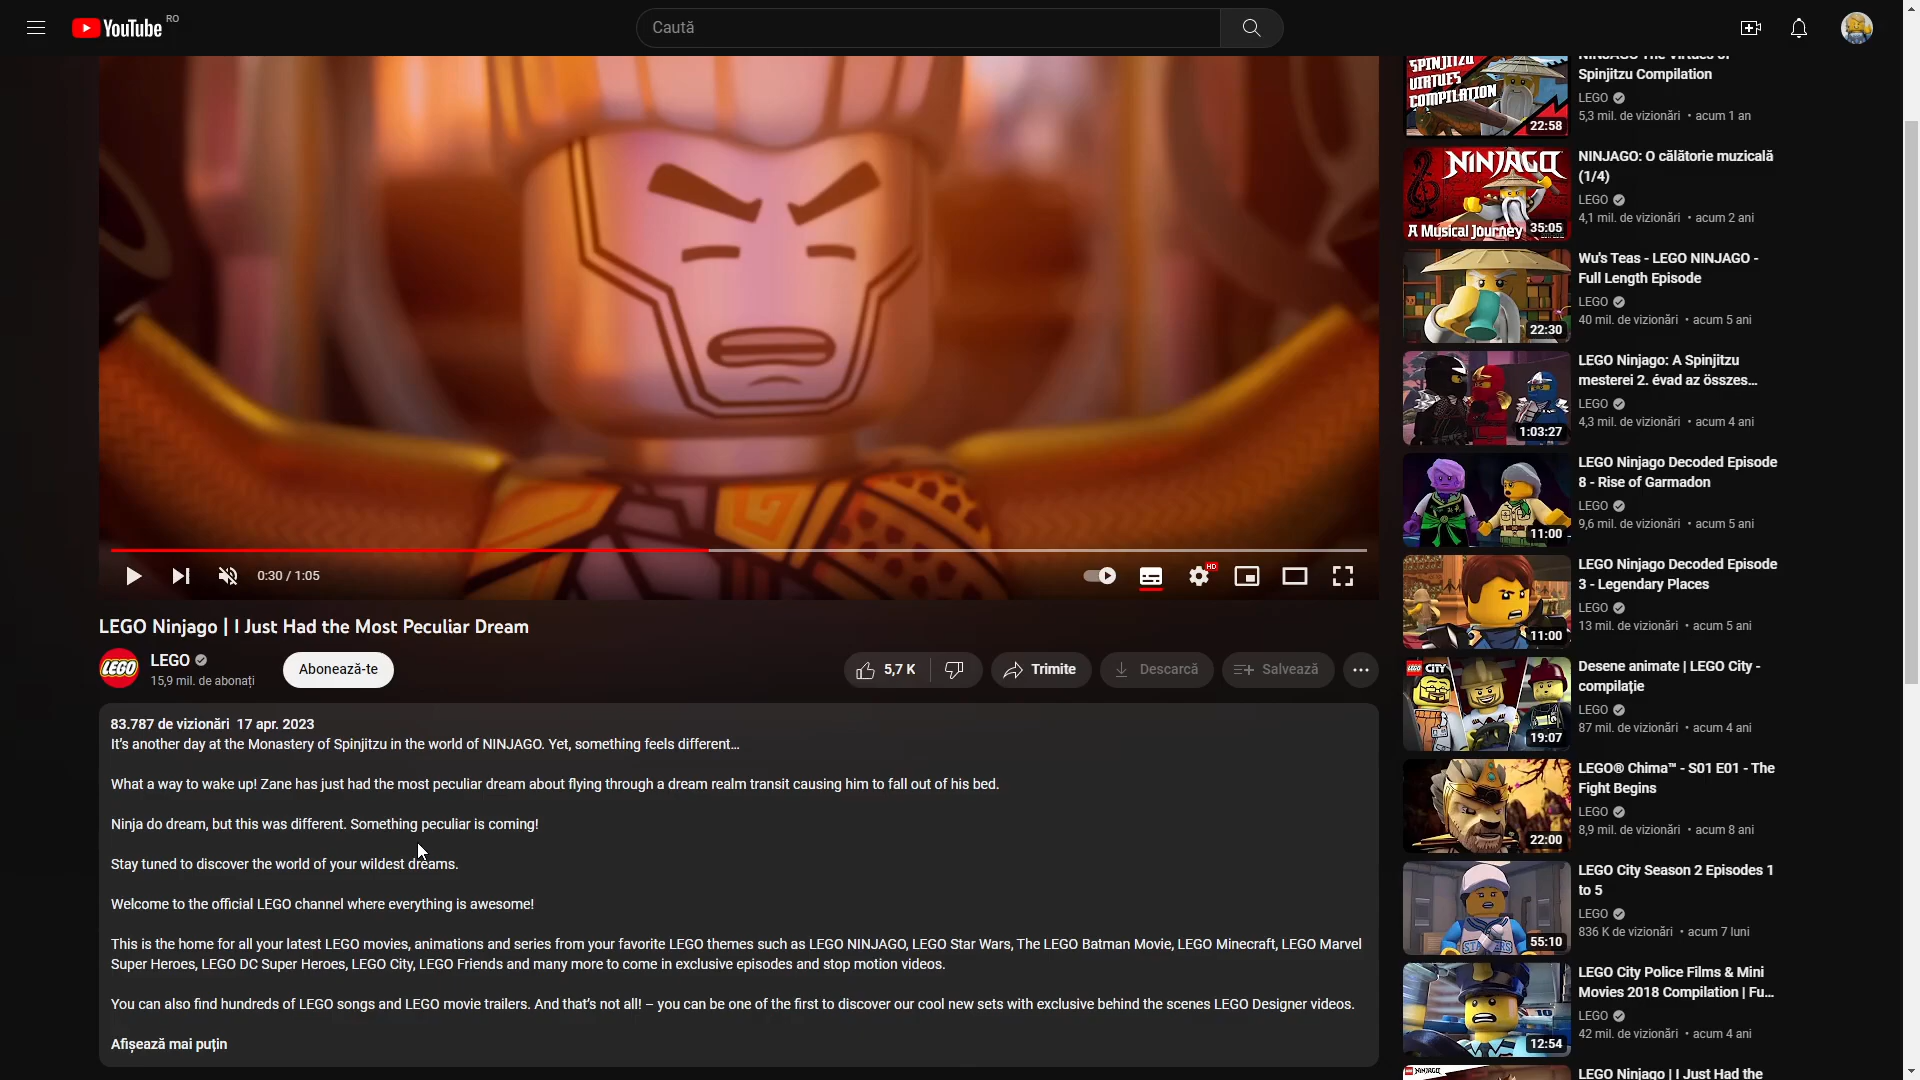 YouTube RO
Caută
HD
0:30 / 1:05
LEGO Ninjago | I Just Had the Most Peculiar Dream
LEGO
LEGO
15,9 mil. de abonați
Abonează-te
5,7 K
Trimite
Descarcă
Salvează
83.787 de vizionări 17 apr. 2023
It's another day at the Monastery of Spinjitzu in the world of NINJAGO. Yet, something feels different...
What a way to wake up! Zane has just had the most peculiar dream about flying through a dream realm transit causing him to fall out of his bed.
Ninja do dream, but this was different. Something peculiar is coming!
Stay tuned to discover the world of your wildest dreams.
Welcome to the official LEGO channel where everything is awesome!
This is the home for all your latest LEGO movies, animations and series from your favorite LEGO themes such as LEGO NINJAGO, LEGO Star Wars, The LEGO Batman Movie, LEGO Minecraft, LEGO Marvel
Super Heroes, LEGO DC Super Heroes, LEGO City, LEGO Friends and many more to come in exclusive episodes and stop motion videos.
You can also find hundreds of LEGO songs and LEGO movie trailers. And that's not all! – you can be one of the first to discover our cool new sets with exclusive behind the scenes LEGO Designer videos.
Afișează mai puțin
SPINJITZU
VIRTUES
COMPILATION
22:58
NINJAGO The Virtues of
Spinjitzu Compilation
LEGO
5,3 mil. de vizionări • acum 1 an
NINJAGO
A Musical Journey
35:05
NINJAGO: O călătorie muzicală
(1/4)
LEGO
4,1 mil. de vizionări • acum 2 ani
22:30
Wu's Teas - LEGO NINJAGO -
Full Length Episode
LEGO
40 mil. de vizionări • acum 5 ani
1:03:27
LEGO Ninjago: A Spinjitzu
mesterei 2. évad az összes...
LEGO
4,3 mil. de vizionări • acum 4 ani
11:00
LEGO Ninjago Decoded Episode
8 - Rise of Garmadon
LEGO
9,6 mil. de vizionări • acum 5 ani
11:00
LEGO Ninjago Decoded Episode
3 - Legendary Places
LEGO
13 mil. de vizionări • acum 5 ani
LEGO CITY
19:07
Desene animate | LEGO City -
compilație
LEGO
87 mil. de vizionări • acum 4 ani
22:00
LEGO® Chima™ - S01 E01 - The
Fight Begins
LEGO
8,9 mil. de vizionări • acum 8 ani
55:10
LEGO City Season 2 Episodes 1
to 5
LEGO
836 K de vizionări • acum 7 luni
12:54
LEGO City Police Films & Mini
Movies 2018 Compilation | Fu...
LEGO
42 mil. de vizionări • acum 4 ani
NINJAGO
LEGO Ninjago | I Just Had the